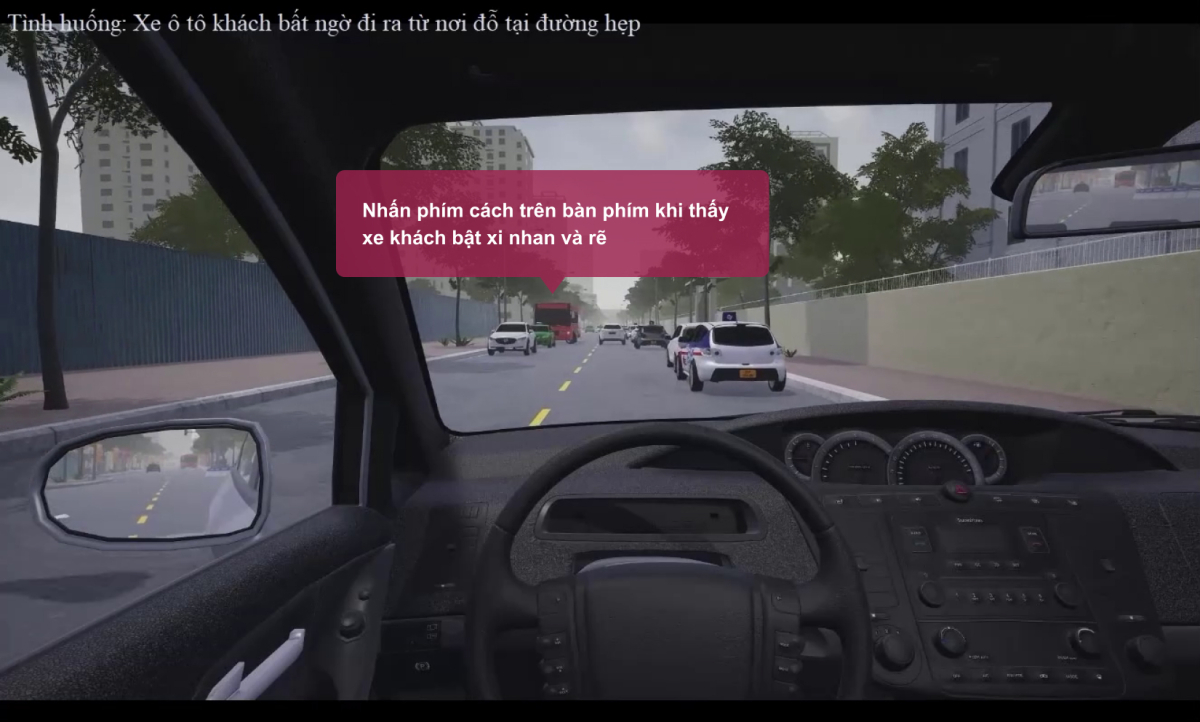 Tình huống: Xe ô tô khách bất ngờ đi ra từ nơi đỗ tại đường hẹp
Nhấn phím cách trên bàn phím khi thấy
xe khách bật xi nhan và rẽ